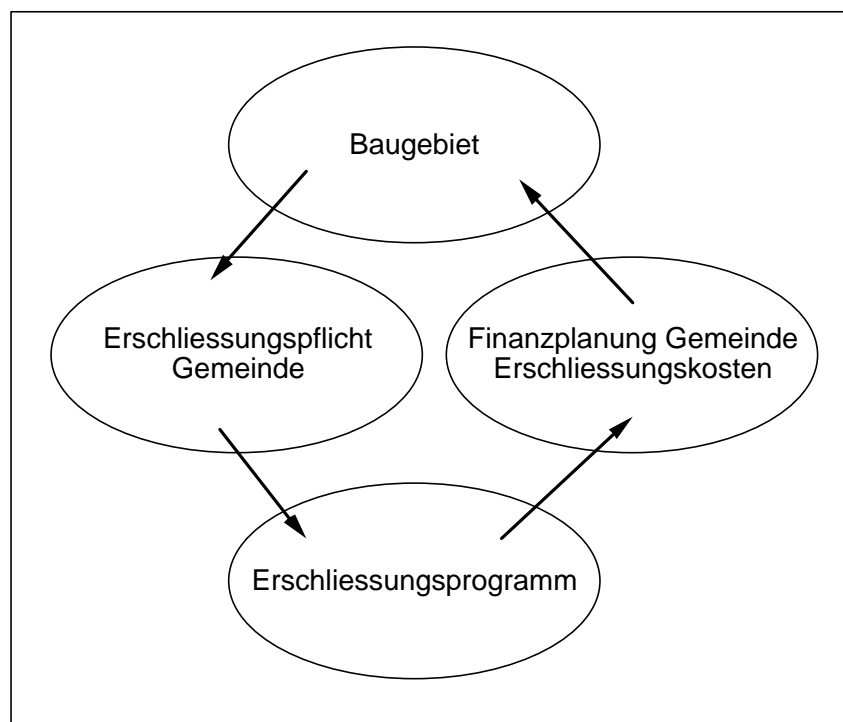 Baugebiet
Erschliessungspflicht
Gemeinde
Finanzplanung Gemeinde
Erschliessungskosten
Erschliessungsprogramm